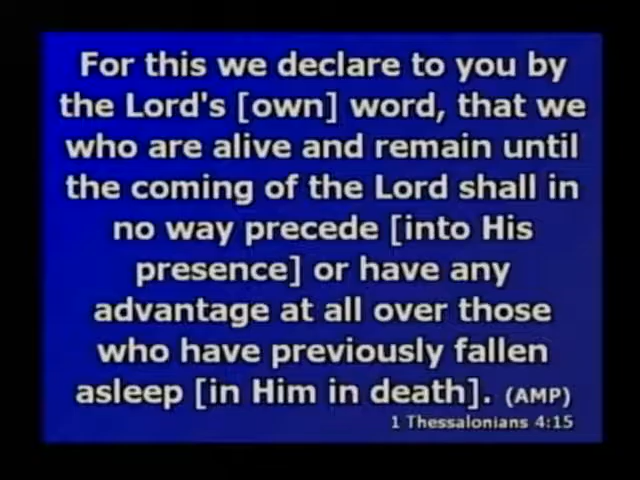 For this we declare to you by
the Lord's [own] word, that we
who are alive and remain until
the coming of the Lord shall in
no way precede [into His
presence] or have any
advantage at all over those
who have previously fallen
asleep [in Him in death]. (AMP)
1 Thessalonians 4:15